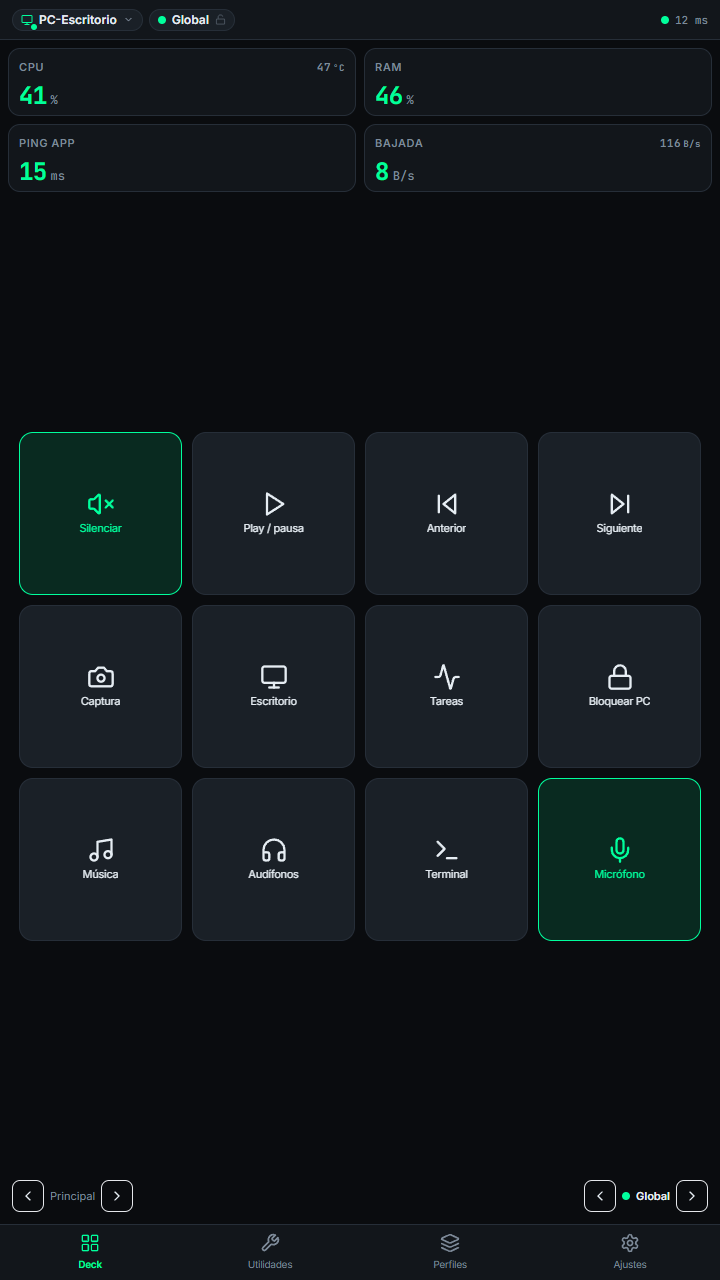 PC-Escritorio Global 12 ms
CPU 47 °C
41 %
RAM
46 %
PING APP
15 ms
BAJADA 116 B/s
8 B/s
Silenciar
Play / pausa
Anterior
Siguiente
Captura
Escritorio
Tareas
Bloquear PC
Música
Audífonos
Terminal
Micrófono
Principal
Global
Deck
Utilidades
Perfiles
Ajustes